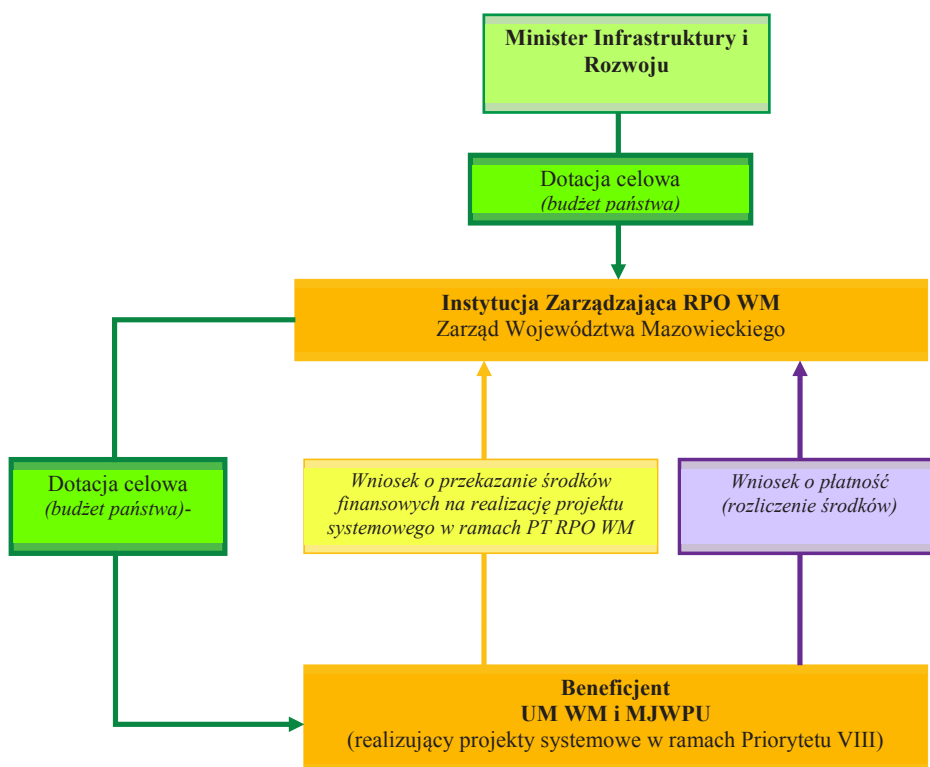 Minister Infrastruktury i
Rozwoju
Dotacja celowa
(budżet państwa)
Instytucja Zarządzająca RPO WM
Zarząd Województwa Mazowieckiego
Dotacja celowa
(budżet państwa)-
Wniosek o przekazanie środków
finansowych na realizację projektu
systemowego w ramach PT RPO WM
Wniosek o płatność
(rozliczenie środków)
Beneficjent
UM WM i MJWPU
(realizujący projekty systemowe w ramach Priorytetu VIII)